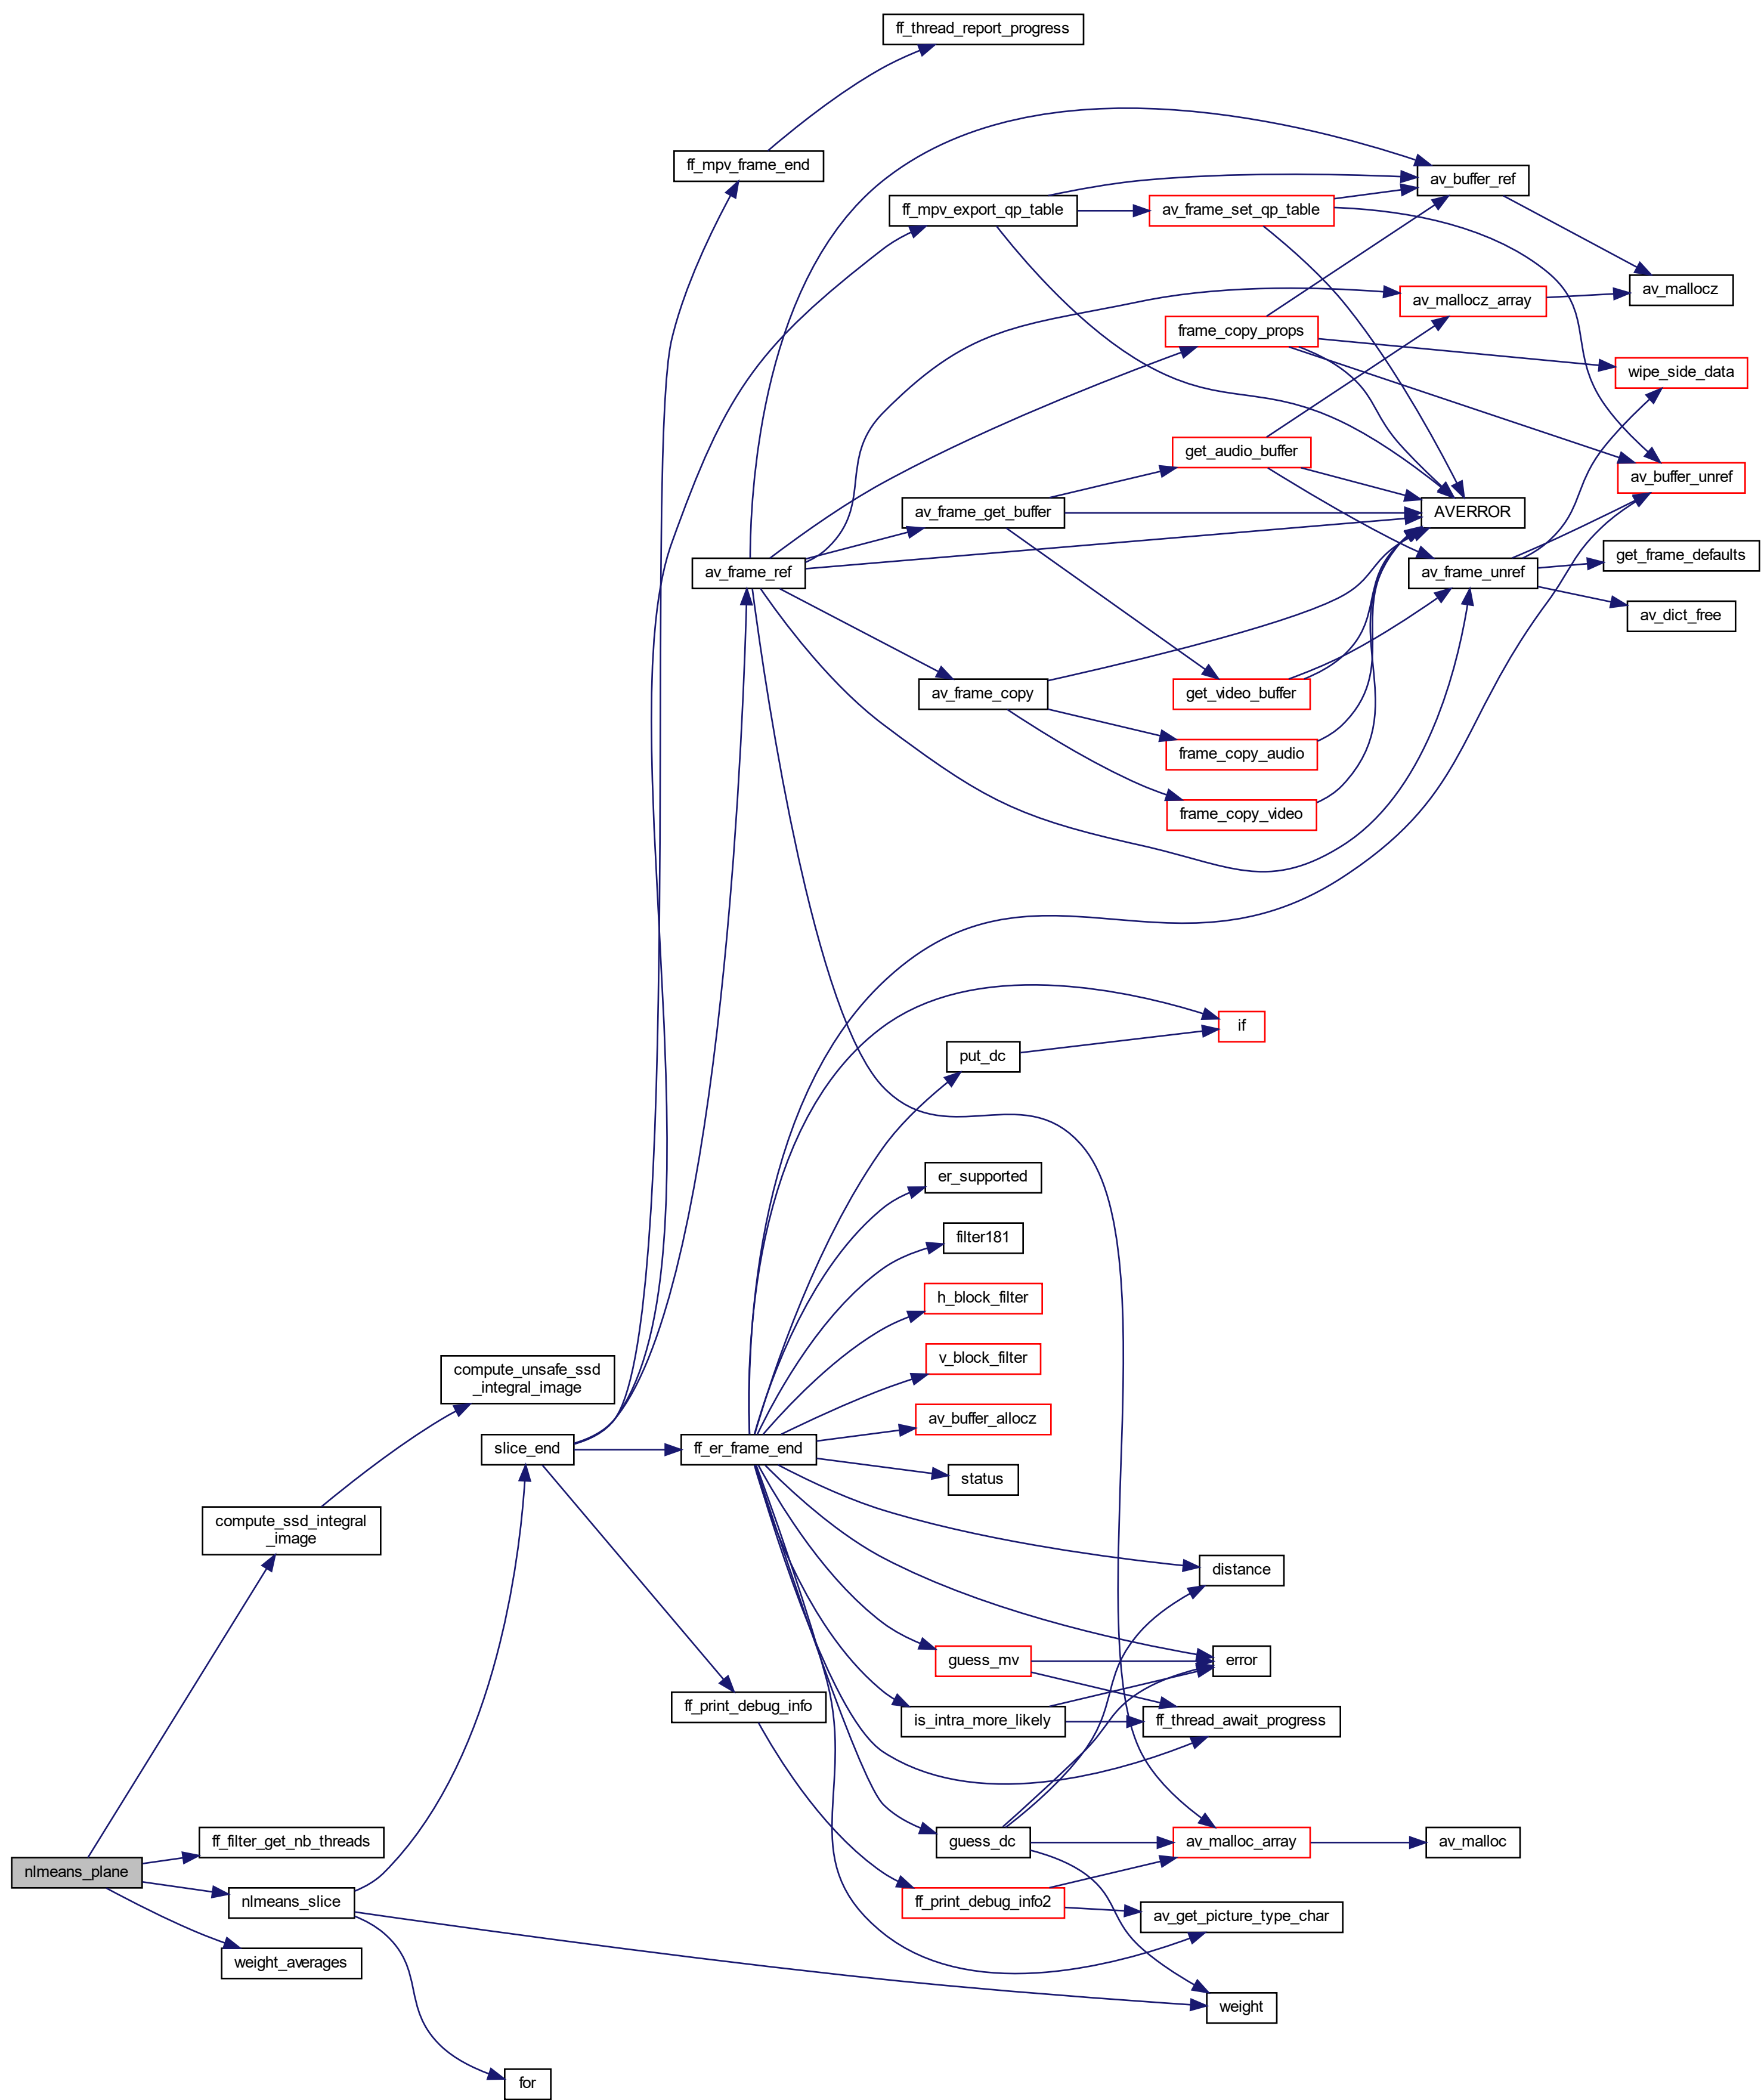 ff_thread_report_progress
ff_mpv_frame_end
av_buffer_ref
ff_mpv_export_qp_table
av_frame_set_qp_table
av_mallocz
av_mallocz_array
frame_copy_props
wipe_side_data
get_audio_buffer
av_buffer_unref
av_frame_get_buffer
AVERROR
get_frame_defaults
av_frame_ref
av_frame_unref
av_dict_free
av_frame_copy
get_video_buffer
frame_copy_audio
frame_copy_video
if
put_dc
er_supported
filter181
h_block_filter
v_block_filter
compute_unsafe_ssd
_integral_image
av_buffer_allocz
slice_end
ff_er_frame_end
status
compute_ssd_integral
_image
distance
guess_mv
error
ff_print_debug_info
is_intra_more_likely
ff_thread_await_progress
ff_filter_get_nb_threads
guess_dc
av_malloc_array
av_malloc
nlmeans_plane
nlmeans_slice
ff_print_debug_info2
av_get_picture_type_char
weight_averages
weight
for